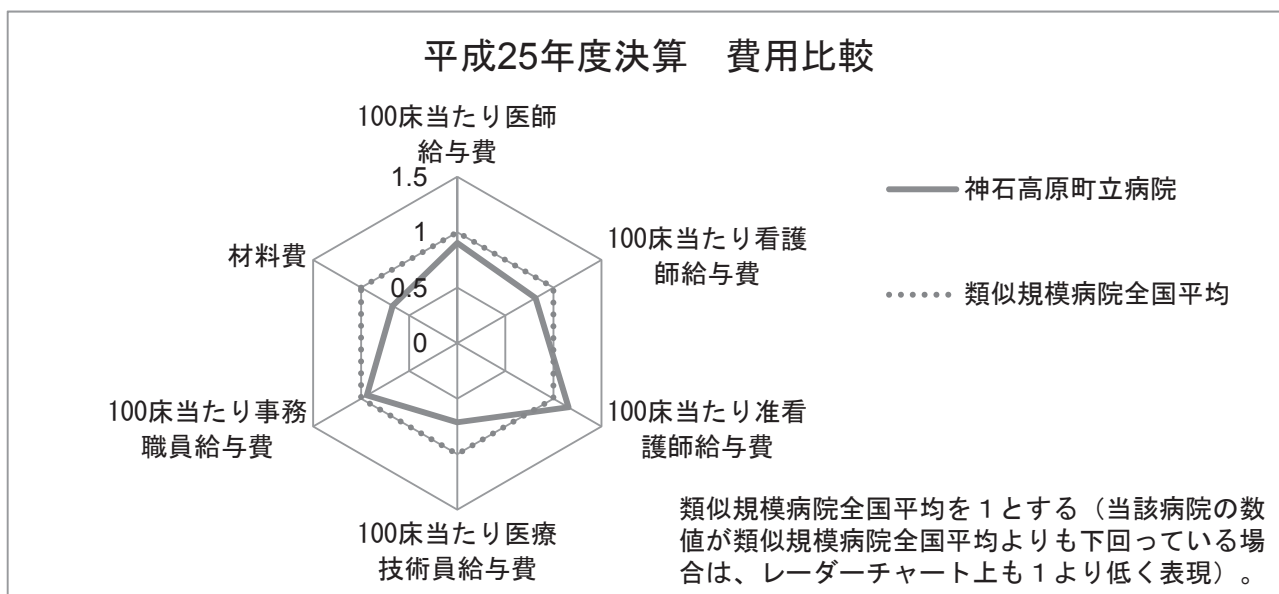 平成25年度決算　費用比較
100床当たり医師
給与費
1.5
1
0.5
0
100床当たり看護
師給与費
100床当たり准看
護師給与費
100床当たり医療
技術員給与費
100床当たり事務
職員給与費
材料費
神石高原町立病院
類似規模病院全国平均
類似規模病院全国平均を１とする（当該病院の数
値が類似規模病院全国平均よりも下回っている場
合は、レーダーチャート上も１より低く表現）。